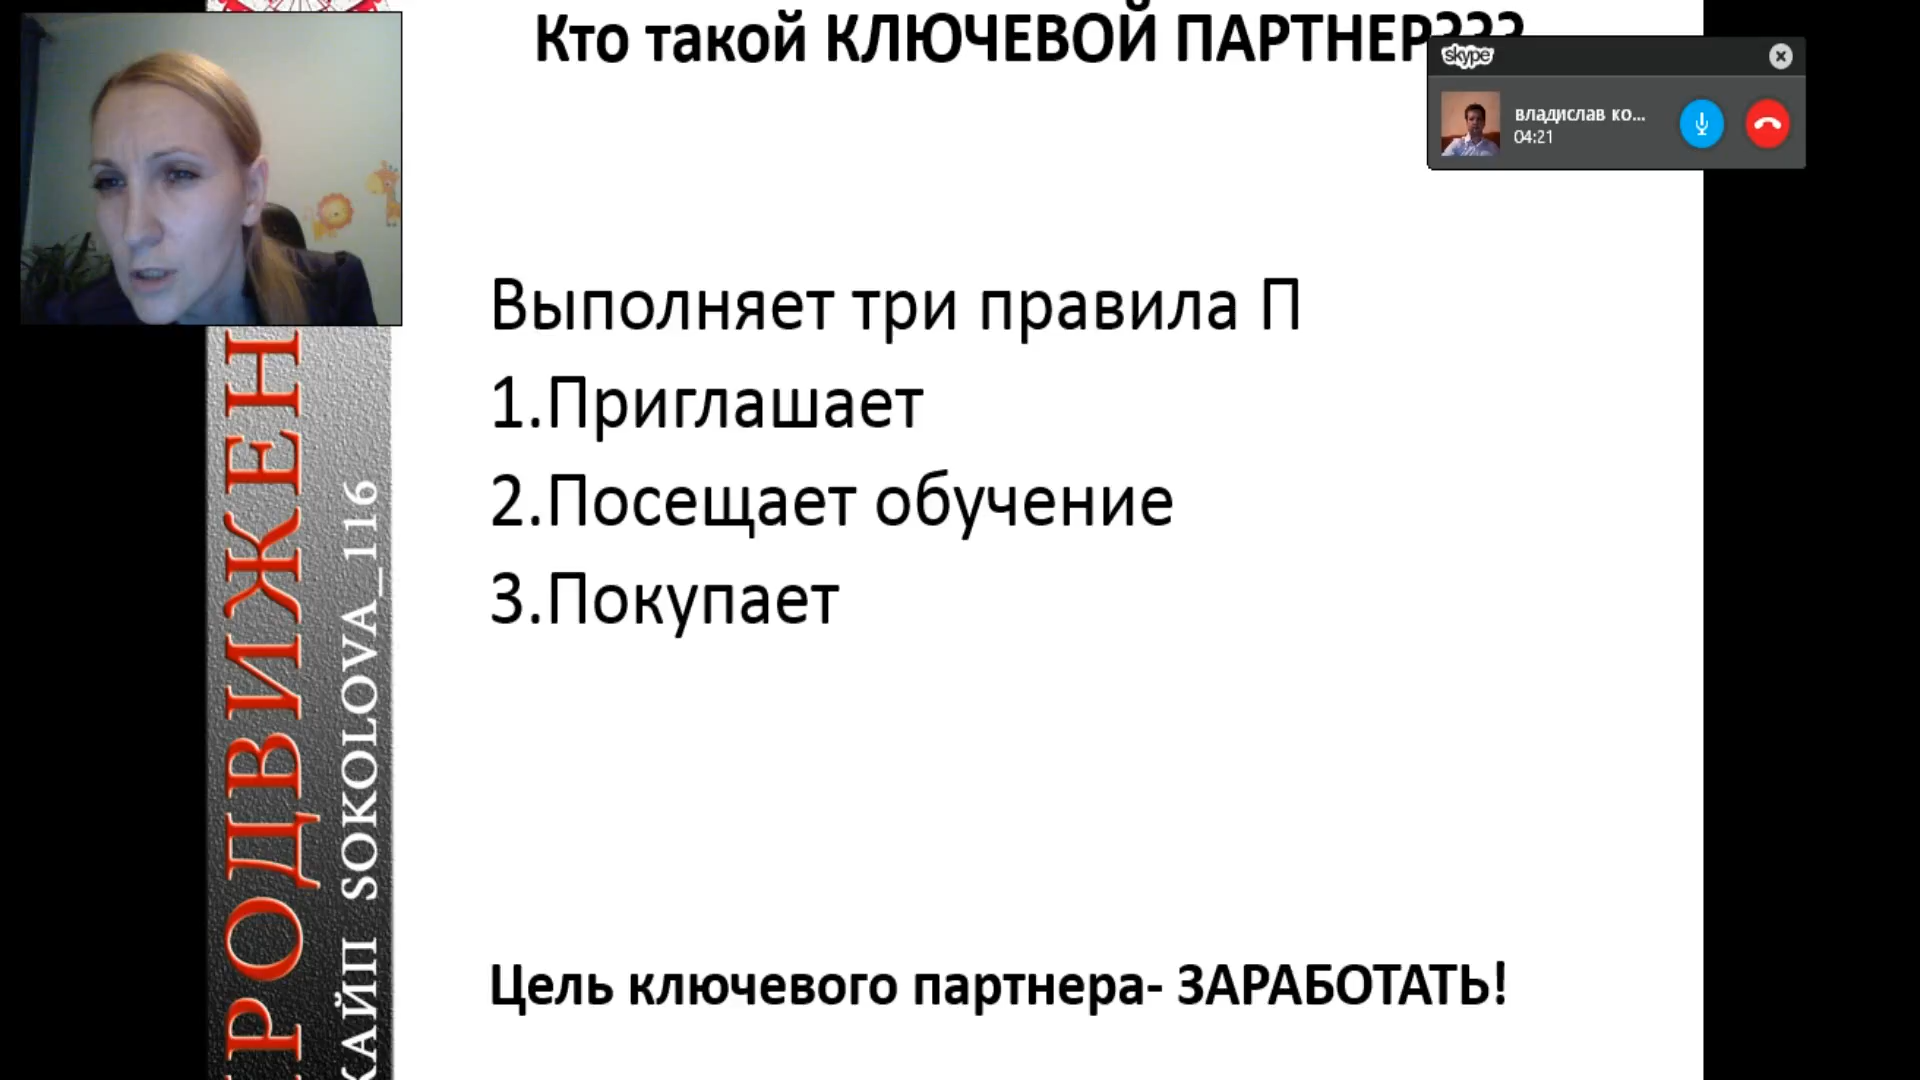 Кто такой КЛЮЧЕВОЙ ПАРТНЕР???
skype
владислав ко...
04:21
Выполняет три правила П
1.Приглашает
2.Посещает обучение
3.Покупает
Цель ключевого партнера- ЗАРАБОТАТЬ!
РОДВИЖЕН
КАЙП SOKOLOVA_116